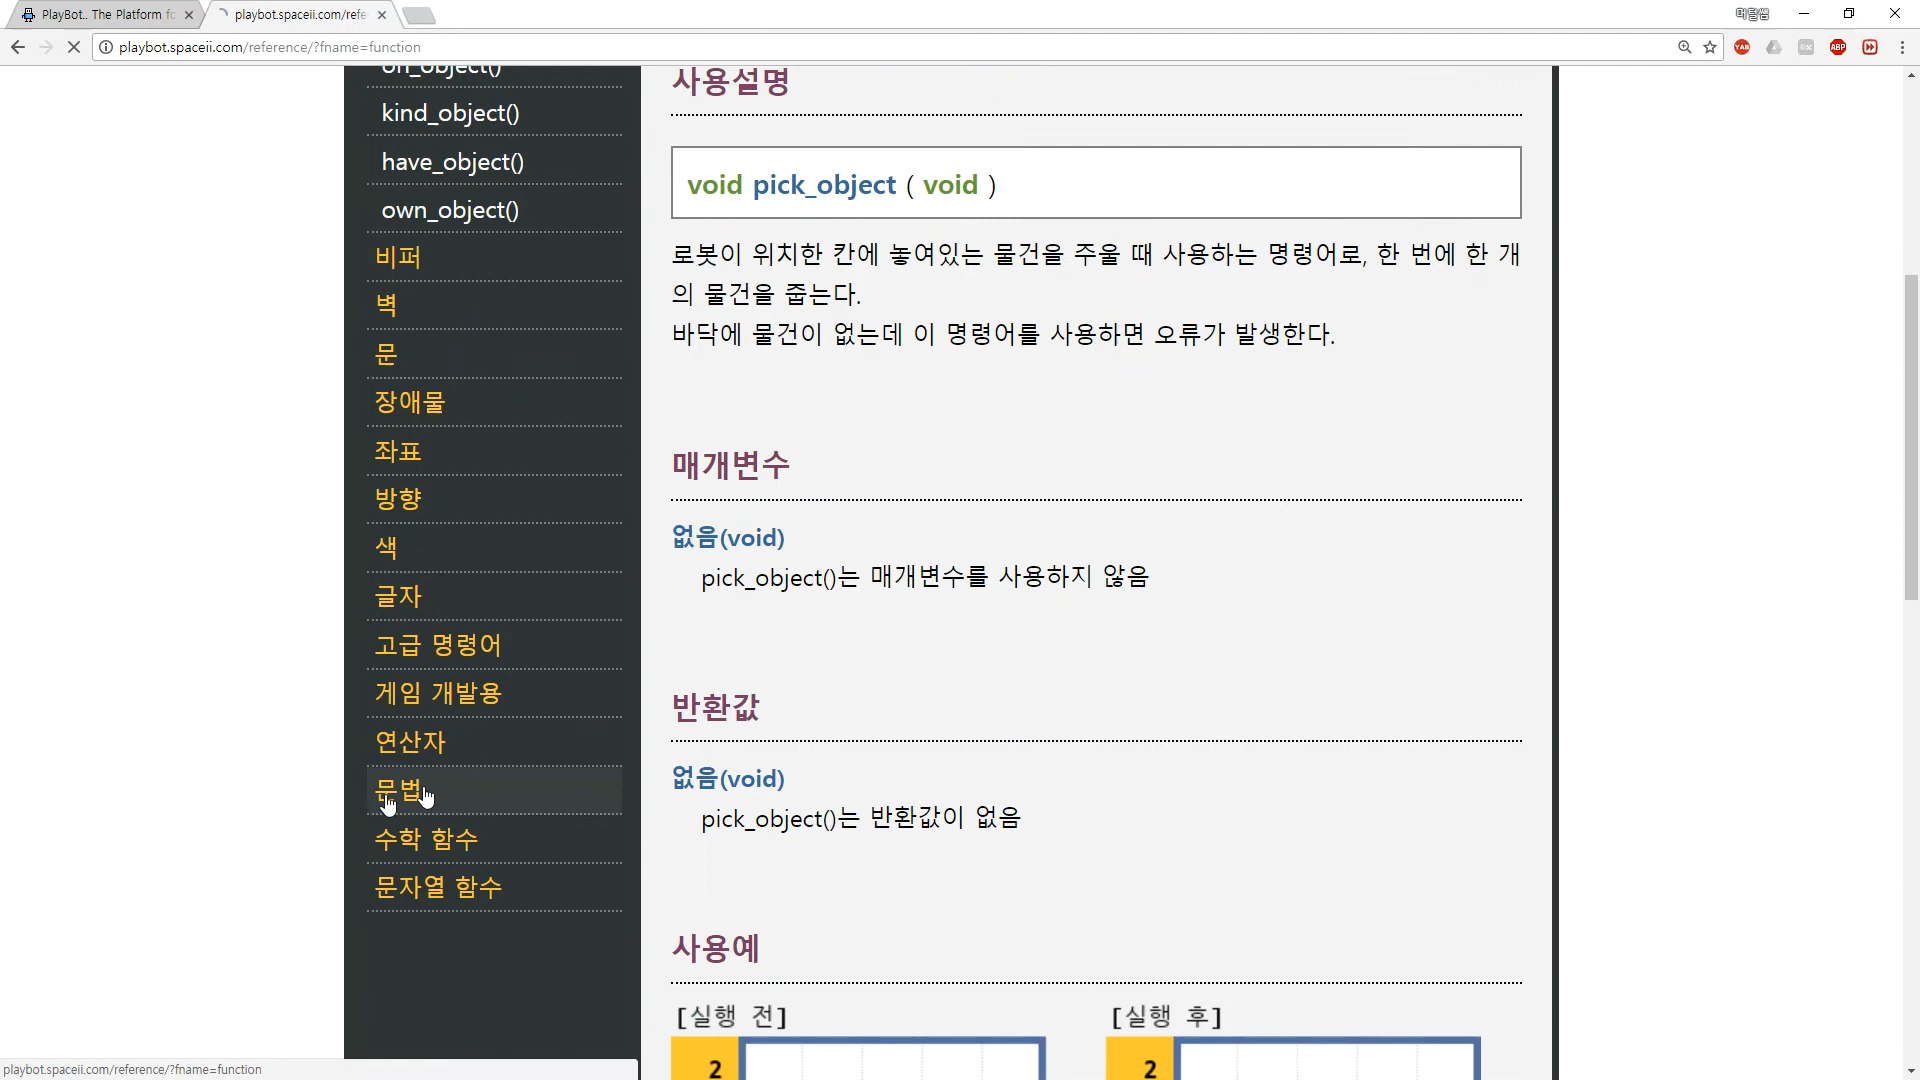 PlayBot.. The Platform fo
playbot.spaceii.com/refe
머털쌤
playbot.spaceii.com/reference/?fname=function
YAB
ABP
on_object()
kind_object()
have_object()
own_object()
비퍼
벽
문
장애물
좌표
방향
색
글자
고급 명령어
게임 개발용
연산자
문법
수학 함수
문자열 함수
사용설명
void pick_object ( void )
로봇이 위치한 칸에 놓여있는 물건을 주울 때 사용하는 명령어로, 한 번에 한 개
의 물건을 줍는다.
바닥에 물건이 없는데 이 명령어를 사용하면 오류가 발생한다.
매개변수
없음(void)
pick_object()는 매개변수를 사용하지 않음
반환값
없음(void)
pick_object()는 반환값이 없음
사용예
[실행 전]
[실행 후]
2
2
playbot.spaceii.com/reference/?fname=function